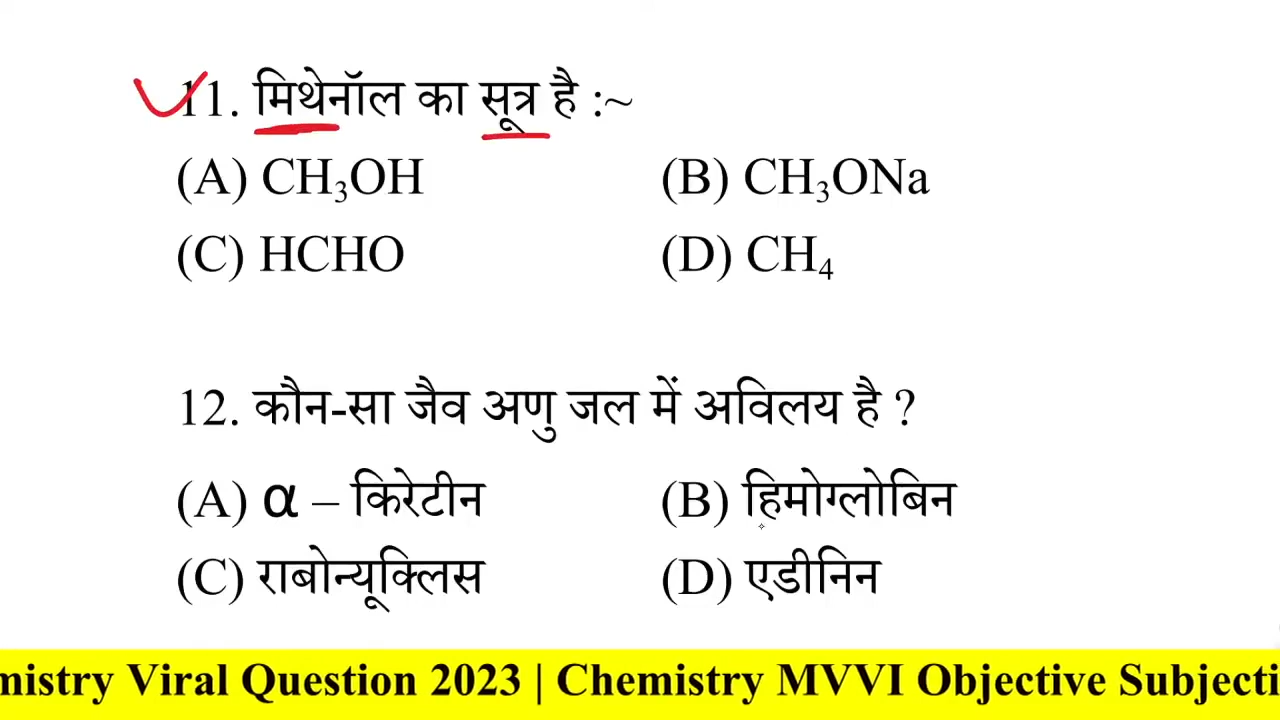 11. मिथेनॉल का सूत्र है :~
(A) CH₃OH (B) CH₃ONa
(C) HCHO (D) CH₄
12. कौन-सा जैव अणु जल में अविलय है ?
(A) α – किरेटीन (B) हिमोग्लोबिन
(C) राबोन्यूक्लिस (D) एडीनिन
mistry Viral Question 2023 | Chemistry MVVI Objective Subjecti